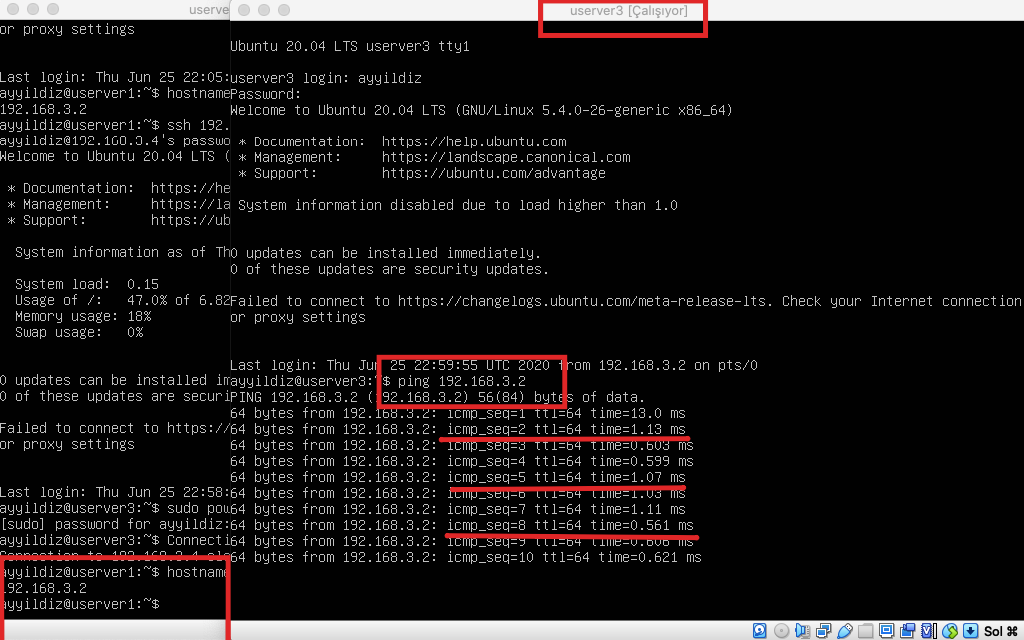 userve
or proxy settings
Last login: Thu Jun 25 22:05:
ayyildiz@userver1:~$ hostname
192.168.3.2
ayyildiz@userver1:~$ ssh 192.
ayyildiz@192.168.3.4's passwo
Welcome to Ubuntu 20.04 LTS (
* Documentation: https://he
* Management: https://la
* Support: https://ub
System information as of Th
System load: 0.15
Usage of /: 47.0% of 6.82
Memory usage: 18%
Swap usage: 0%
0 updates can be installed im
0 of these updates are securi
Failed to connect to https://
or proxy settings
Last login: Thu Jun 25 22:58:
ayyildiz@userver3:~$ sudo pow
[sudo] password for ayyildiz:
ayyildiz@userver3:~$ Connecti
Connection to 192.168.3.4 clo
ayyildiz@userver1:~$ hostname
192.168.3.2
ayyildiz@userver1:~$
userver3 [Çalışıyor]
Ubuntu 20.04 LTS userver3 tty1
userver3 login: ayyildiz
Password:
Welcome to Ubuntu 20.04 LTS (GNU/Linux 5.4.0-26-generic x86_64)
* Documentation: https://help.ubuntu.com
* Management: https://landscape.canonical.com
* Support: https://ubuntu.com/advantage
System information disabled due to load higher than 1.0
0 updates can be installed immediately.
0 of these updates are security updates.
Failed to connect to https://changelogs.ubuntu.com/meta-release-lts. Check your Internet connection
or proxy settings
Last login: Thu Jun 25 22:59:55 UTC 2020 from 192.168.3.2 on pts/0
ayyildiz@userver3:~$ ping 192.168.3.2
PING 192.168.3.2 (192.168.3.2) 56(84) bytes of data.
64 bytes from 192.168.3.2: icmp_seq=1 ttl=64 time=13.0 ms
64 bytes from 192.168.3.2: icmp_seq=2 ttl=64 time=1.13 ms
64 bytes from 192.168.3.2: icmp_seq=3 ttl=64 time=0.603 ms
64 bytes from 192.168.3.2: icmp_seq=4 ttl=64 time=0.599 ms
64 bytes from 192.168.3.2: icmp_seq=5 ttl=64 time=1.07 ms
64 bytes from 192.168.3.2: icmp_seq=6 ttl=64 time=1.03 ms
64 bytes from 192.168.3.2: icmp_seq=7 ttl=64 time=1.11 ms
64 bytes from 192.168.3.2: icmp_seq=8 ttl=64 time=0.561 ms
64 bytes from 192.168.3.2: icmp_seq=9 ttl=64 time=0.606 ms
64 bytes from 192.168.3.2: icmp_seq=10 ttl=64 time=0.621 ms
Sol ⌘